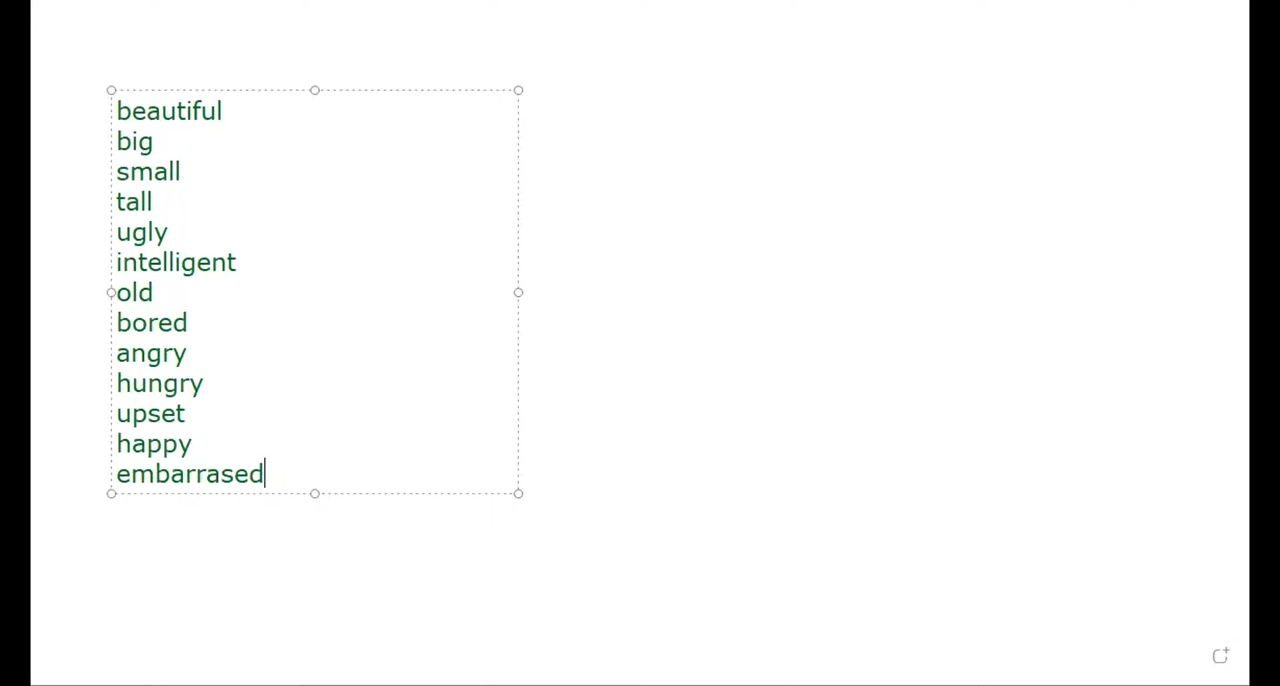 beautiful
big
small
tall
ugly
intelligent
old
bored
angry
hungry
upset
happy
embarrased